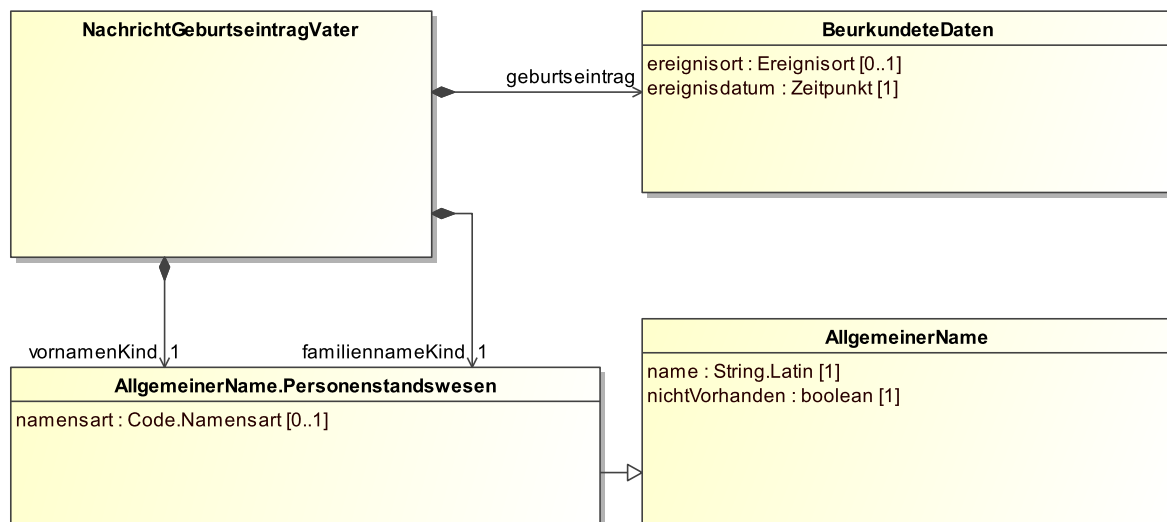 NachrichtGeburtseintragVater
BeurkundeteDaten
ereignisort : Ereignisort [0..1]
ereignisdatum : Zeitpunkt [1]
geburtseintrag
vornamenKind 1
familiennameKind 1
AllgemeinerName.Personenstandswesen
namensart : Code.Namensart [0..1]
AllgemeinerName
name : String.Latin [1]
nichtVorhanden : boolean [1]